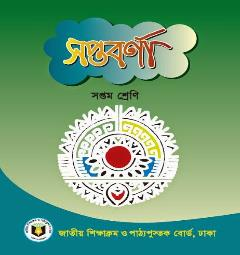 সপ্তবর্ণা
সপ্তম শ্রেণি
জাতীয় শিক্ষাক্রম ও পাঠ্যপুস্তক বোর্ড, ঢাকা